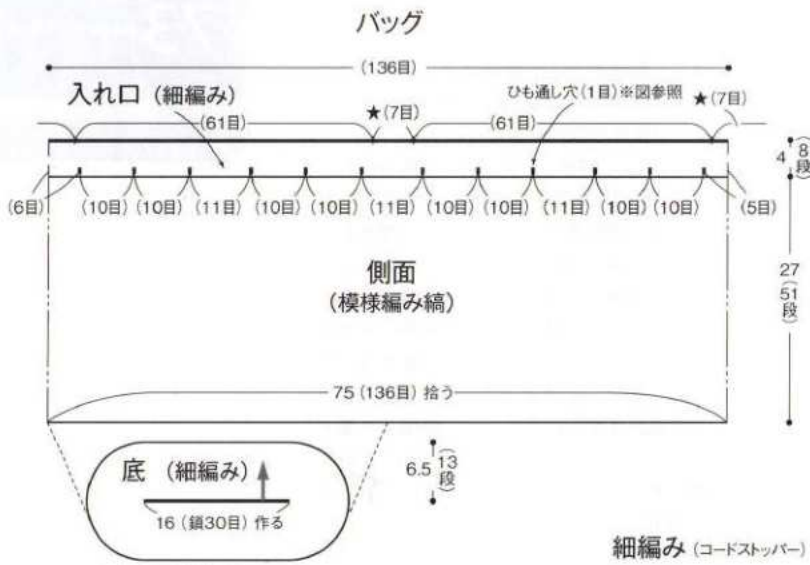 バッグ
(136目)
入れ口 (細編み)
ひも通し穴(1目)※図参照
(61目)
★(7目)
(61目)
★(7目)
4
(8段)
(6目)
(10目) (10目) (11目) (10目) (10目) (11目) (10目) (10目) (11目) (10目) (10目)
(5目)
側面
(模様編み縞)
27
(51段)
75 (136目) 拾う
底 (細編み)
6.5
(13段)
16 (鎖30目) 作る
細編み (コードストッパー)